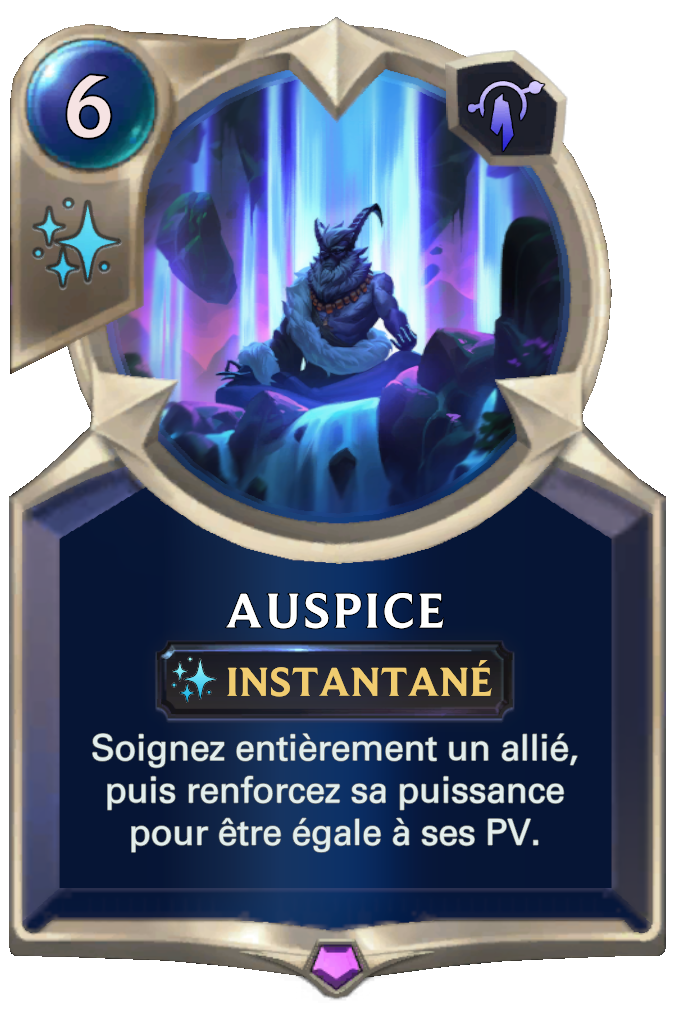 6
AUSPICE
INSTANTANÉ
Soignez entièrement un allié,
puis renforcez sa puissance
pour être égale à ses PV.